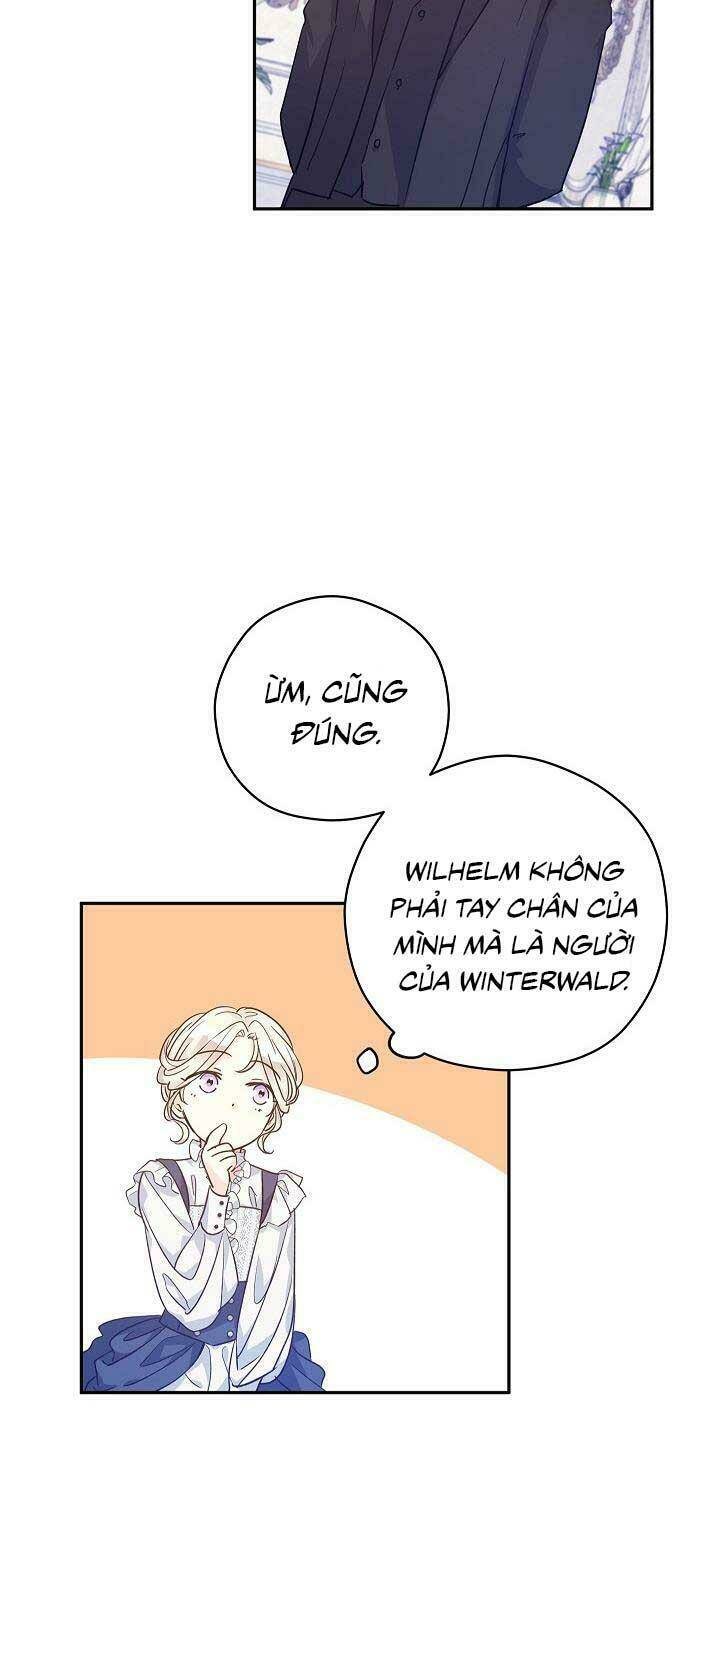 ỪM, CŨNG
ĐÚNG.
WILHELM KHÔNG
PHẢI TAY CHÂN CỦA
MÌNH MÀ LÀ NGƯỜI
CỦA WINTERWALD.